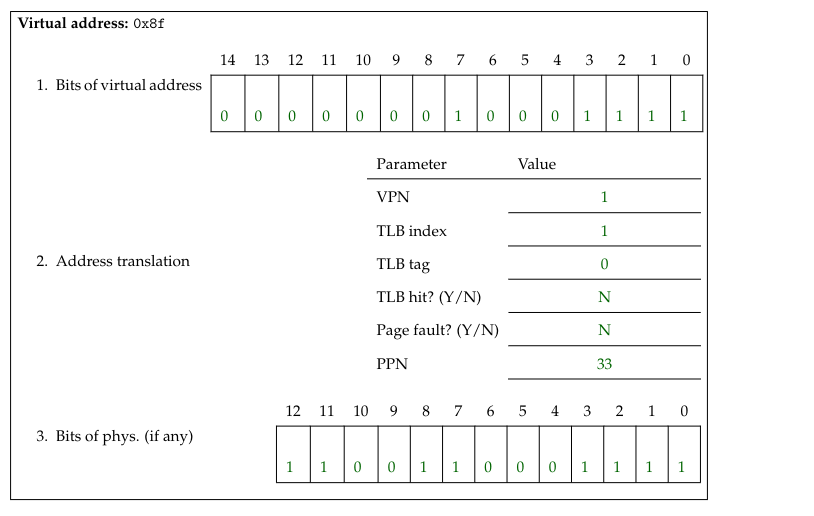 Virtual address: 0x8f
14 13 12 11 10 9 8 7 6 5 4 3 2 1 0
1. Bits of virtual address
0 0 0 0 0 0 0 1 0 0 0 1 1 1 1
Parameter Value
VPN 1
TLB index 1
2. Address translation
TLB tag 0
TLB hit? (Y/N) N
Page fault? (Y/N) N
PPN 33
12 11 10 9 8 7 6 5 4 3 2 1 0
3. Bits of phys. (if any)
1 1 0 0 1 1 0 0 0 1 1 1 1